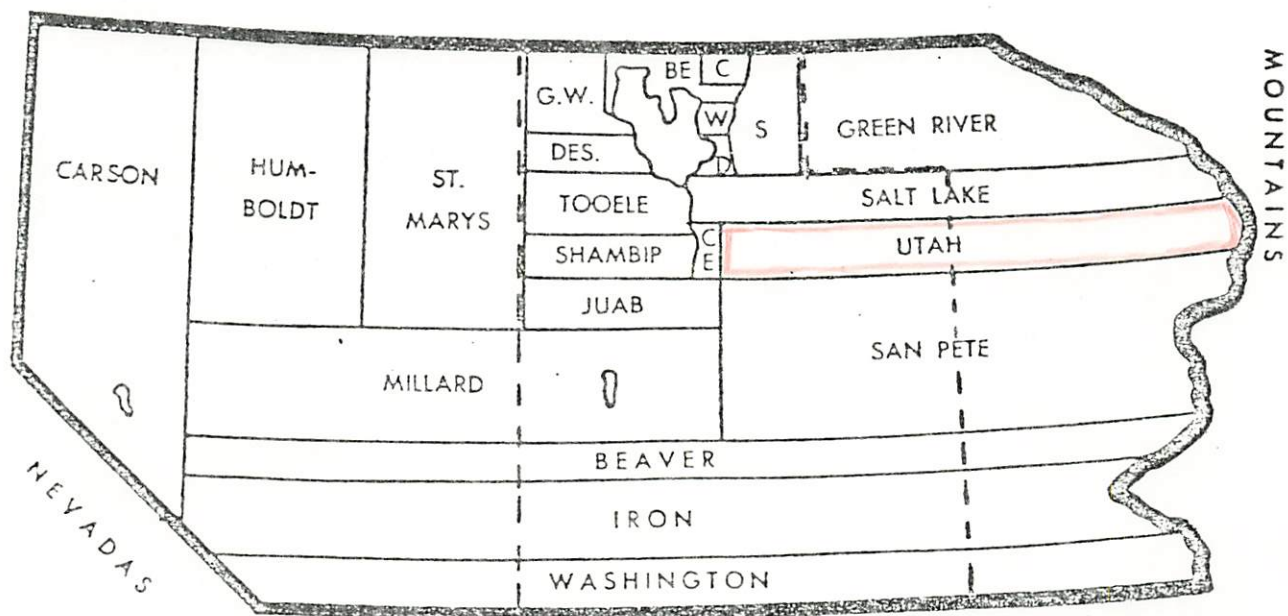 MOUNTAINS
BE
C
G.W.
W
S
GREEN RIVER
DES.
D
CARSON
HUM-
BOLDT
ST.
MARYS
TOOELE
SALT LAKE
SHAMBIP
C
E
UTAH
JUAB
SAN PETE
MILLARD
BEAVER
NEVADAS
IRON
WASHINGTON